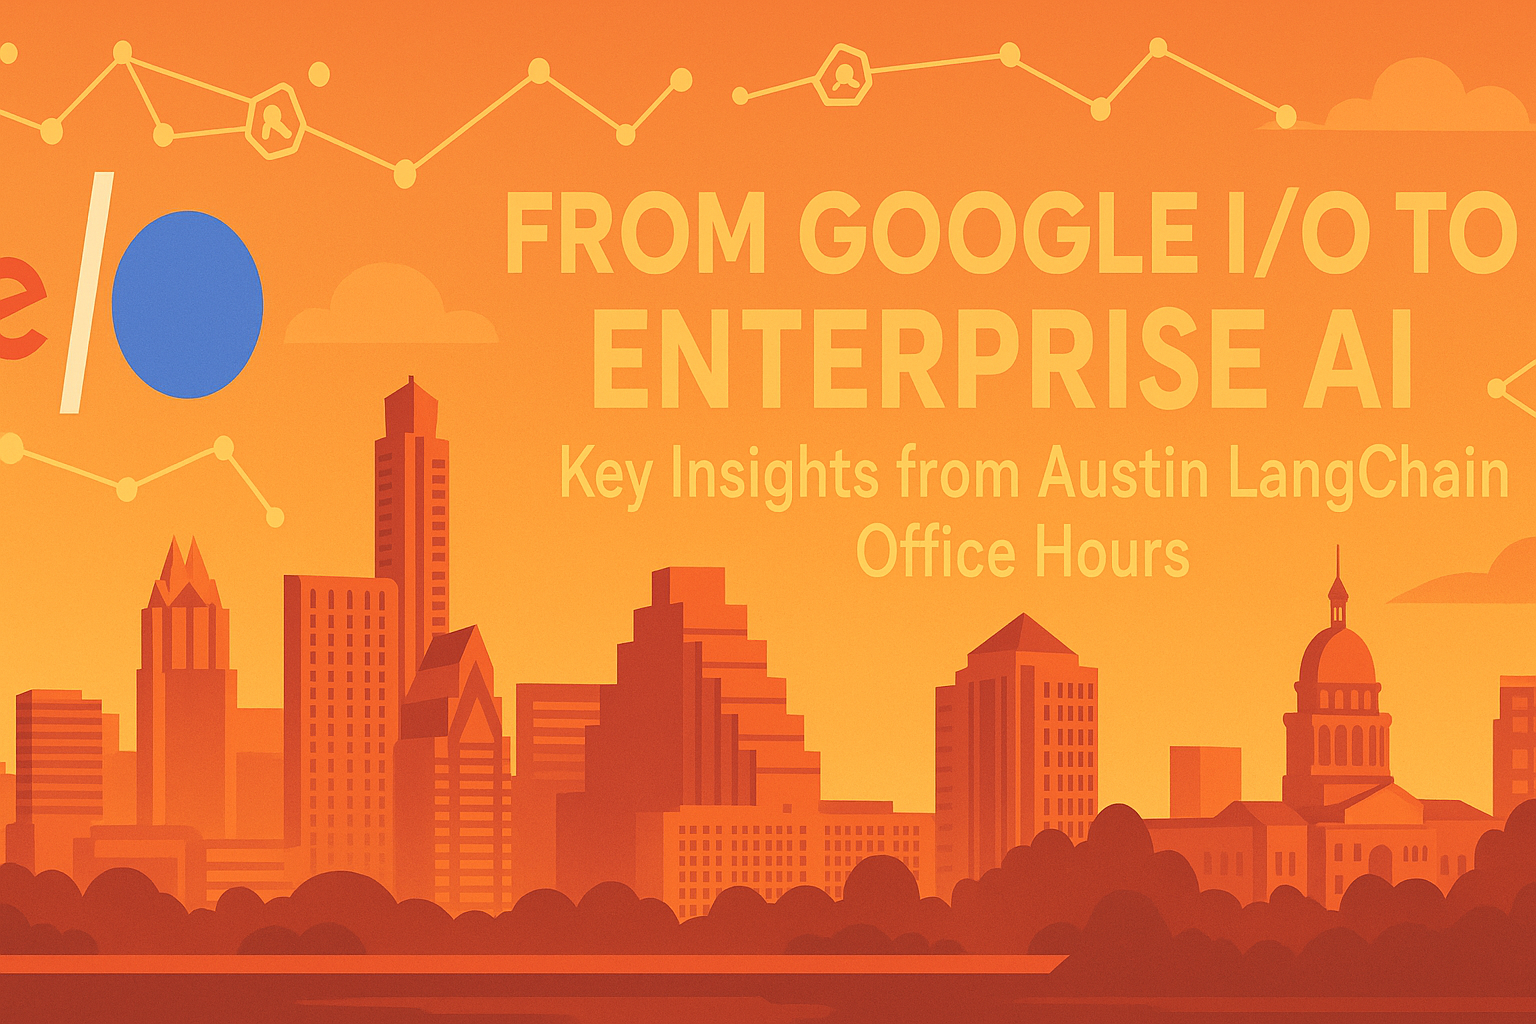 e I/O
FROM GOOGLE I/O TO
ENTERPRISE AI
Key Insights from Austin LangChain
Office Hours